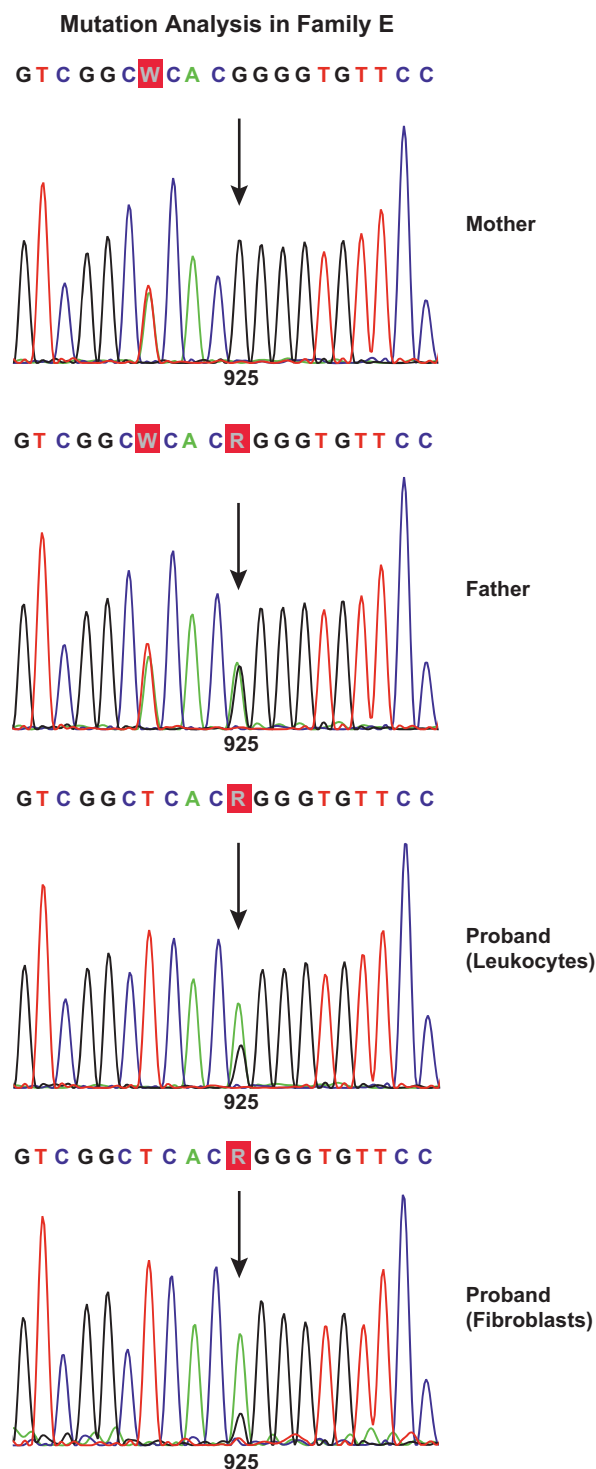 Mutation Analysis in Family E
G T C G G C W C A C G G G G T G T T C C
Mother
925
G T C G G C W C A C R G G G T G T T C C
Father
925
G T C G G C T C A C R G G G T G T T C C
Proband
(Leukocytes)
925
G T C G G C T C A C R G G G T G T T C C
Proband
(Fibroblasts)
925